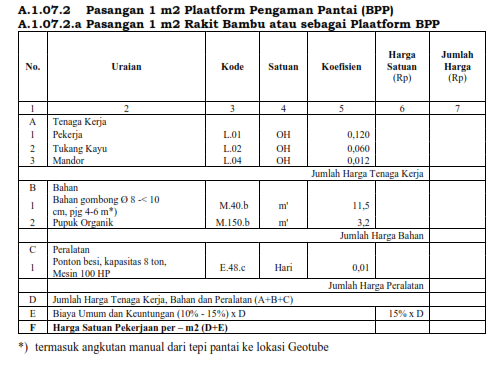 A.1.07.2 Pasangan 1 m2 Plaatform Pengaman Pantai (BPP)
A.1.07.2.a Pasangan 1 m2 Rakit Bambu atau sebagai Plaatform BPP
No. Uraian Kode Satuan Koefisien Harga Satuan (Rp) Jumlah Harga (Rp)
1 2 3 4 5 6 7
A Tenaga Kerja
1 Pekerja L.01 OH 0,120
2 Tukang Kayu L.02 OH 0,060
3 Mandor L.04 OH 0,012
Jumlah Harga Tenaga Kerja
B Bahan
1 Bahan gombong Ø 8 -< 10 cm, pjg 4-6 m*) M.40.b m' 11,5
2 Pupuk Organik M.150.b m' 3,2
Jumlah Harga Bahan
C Peralatan
1 Ponton besi, kapasitas 8 ton, Mesin 100 HP E.48.c Hari 0,01
Jumlah Harga Peralatan
D Jumlah Harga Tenaga Kerja, Bahan dan Peralatan (A+B+C)
E Biaya Umum dan Keuntungan (10% - 15%) x D 15% x D
F Harga Satuan Pekerjaan per – m2 (D+E)
*) termasuk angkutan manual dari tepi pantai ke lokasi Geotube